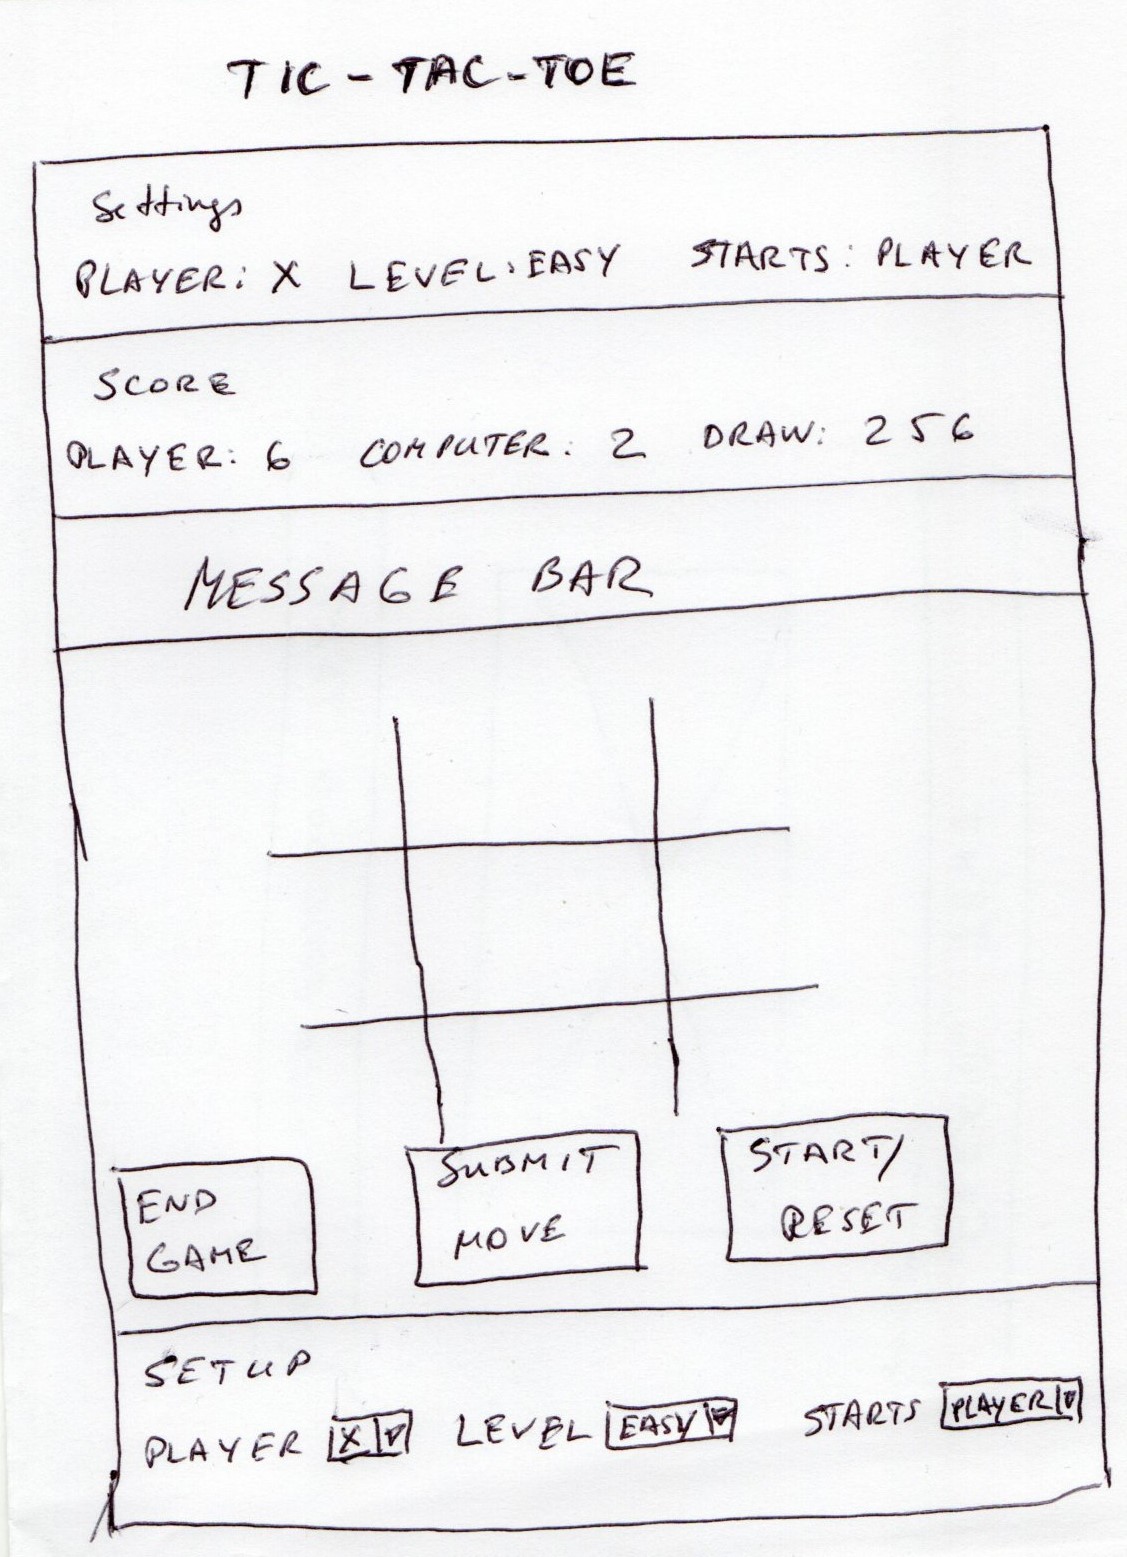 TIC-TAC-TOE
Settings
PLAYER: X LEVEL: EASY STARTS: PLAYER
SCORE
PLAYER: 6 COMPUTER: 2 DRAW: 256
MESSAGE BAR
END
GAME
SUBMIT
MOVE
START/
RESET
SETUP
PLAYER X LEVEL EASY STARTS PLAYER